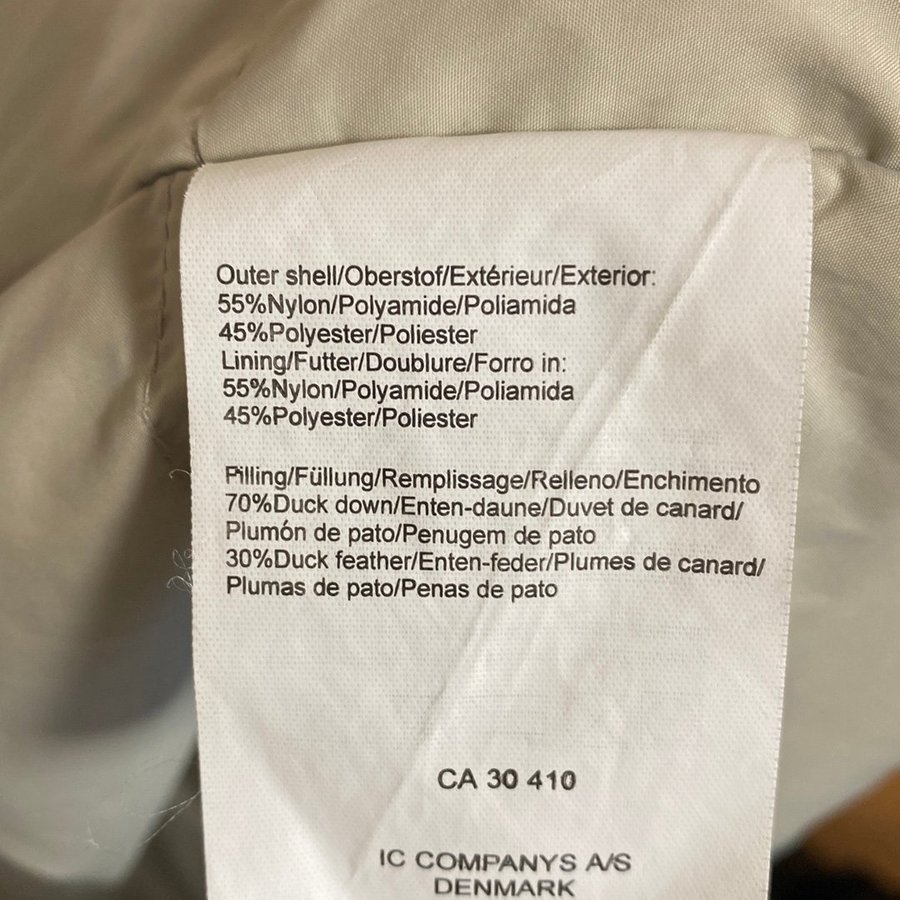 Outer shell/Oberstof/Extérieur/Exterior:
55%Nylon/Polyamide/Poliamida
45%Polyester/Poliester
Lining/Futter/Doublure/Forro in:
55%Nylon/Polyamide/Poliamida
45%Polyester/Poliester
Filling/Füllung/Remplissage/Relleno/Enchimento
70%Duck down/Enten-daune/Duvet de canard/
Plumón de pato/Penugem de pato
30%Duck feather/Enten-feder/Plumes de canard/
Plumas de pato/Penas de pato
CA 30 410
IC COMPANYS A/S
DENMARK